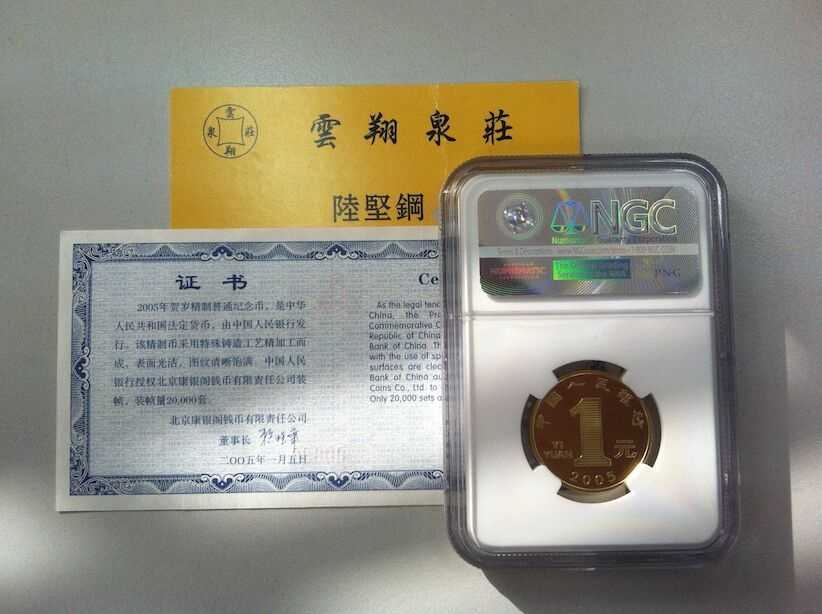 雲翔泉莊
雲翔泉莊
陸堅鋼
证书
2005年贺岁精制普通纪念币，是中华
人民共和国法定货币，由中国人民银行发
行。该精制币采用特殊铸造工艺精加工而
成，表面光洁，图纹清晰饱满，中国人民
银行授权北京康银阁钱币有限责任公司装
帧，装帧量20,000套。
北京康银阁钱币有限责任公司
董事长
二〇〇五年一月五日
Ce
As the legal tend
China, the Pro
Commemorative C
Republic of China
Bank of China. T
with the use of sp
surfaces are clea
Bank of China au
Coins Co., Ltd. to
Only 20,000 sets a
NGC
Corporation
NUMISMATIC
PNG
中国人民银行
1
YI
YUAN
元
2005